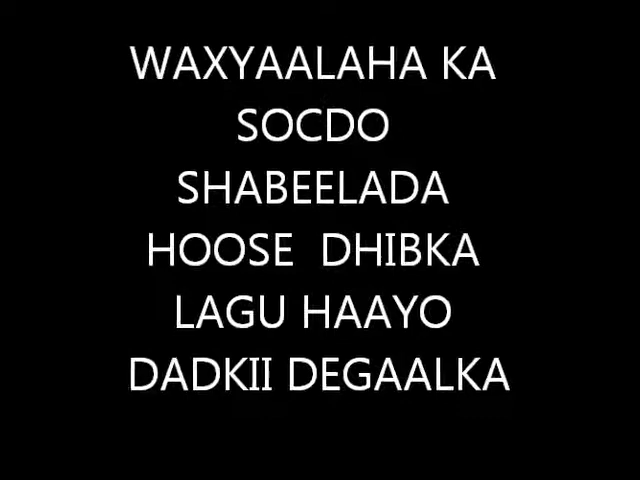 WAXYAALAHA KA
SOCDO
SHABEELADA
HOOSE DHIBKA
LAGU HAAYO
DADKII DEGAALKA